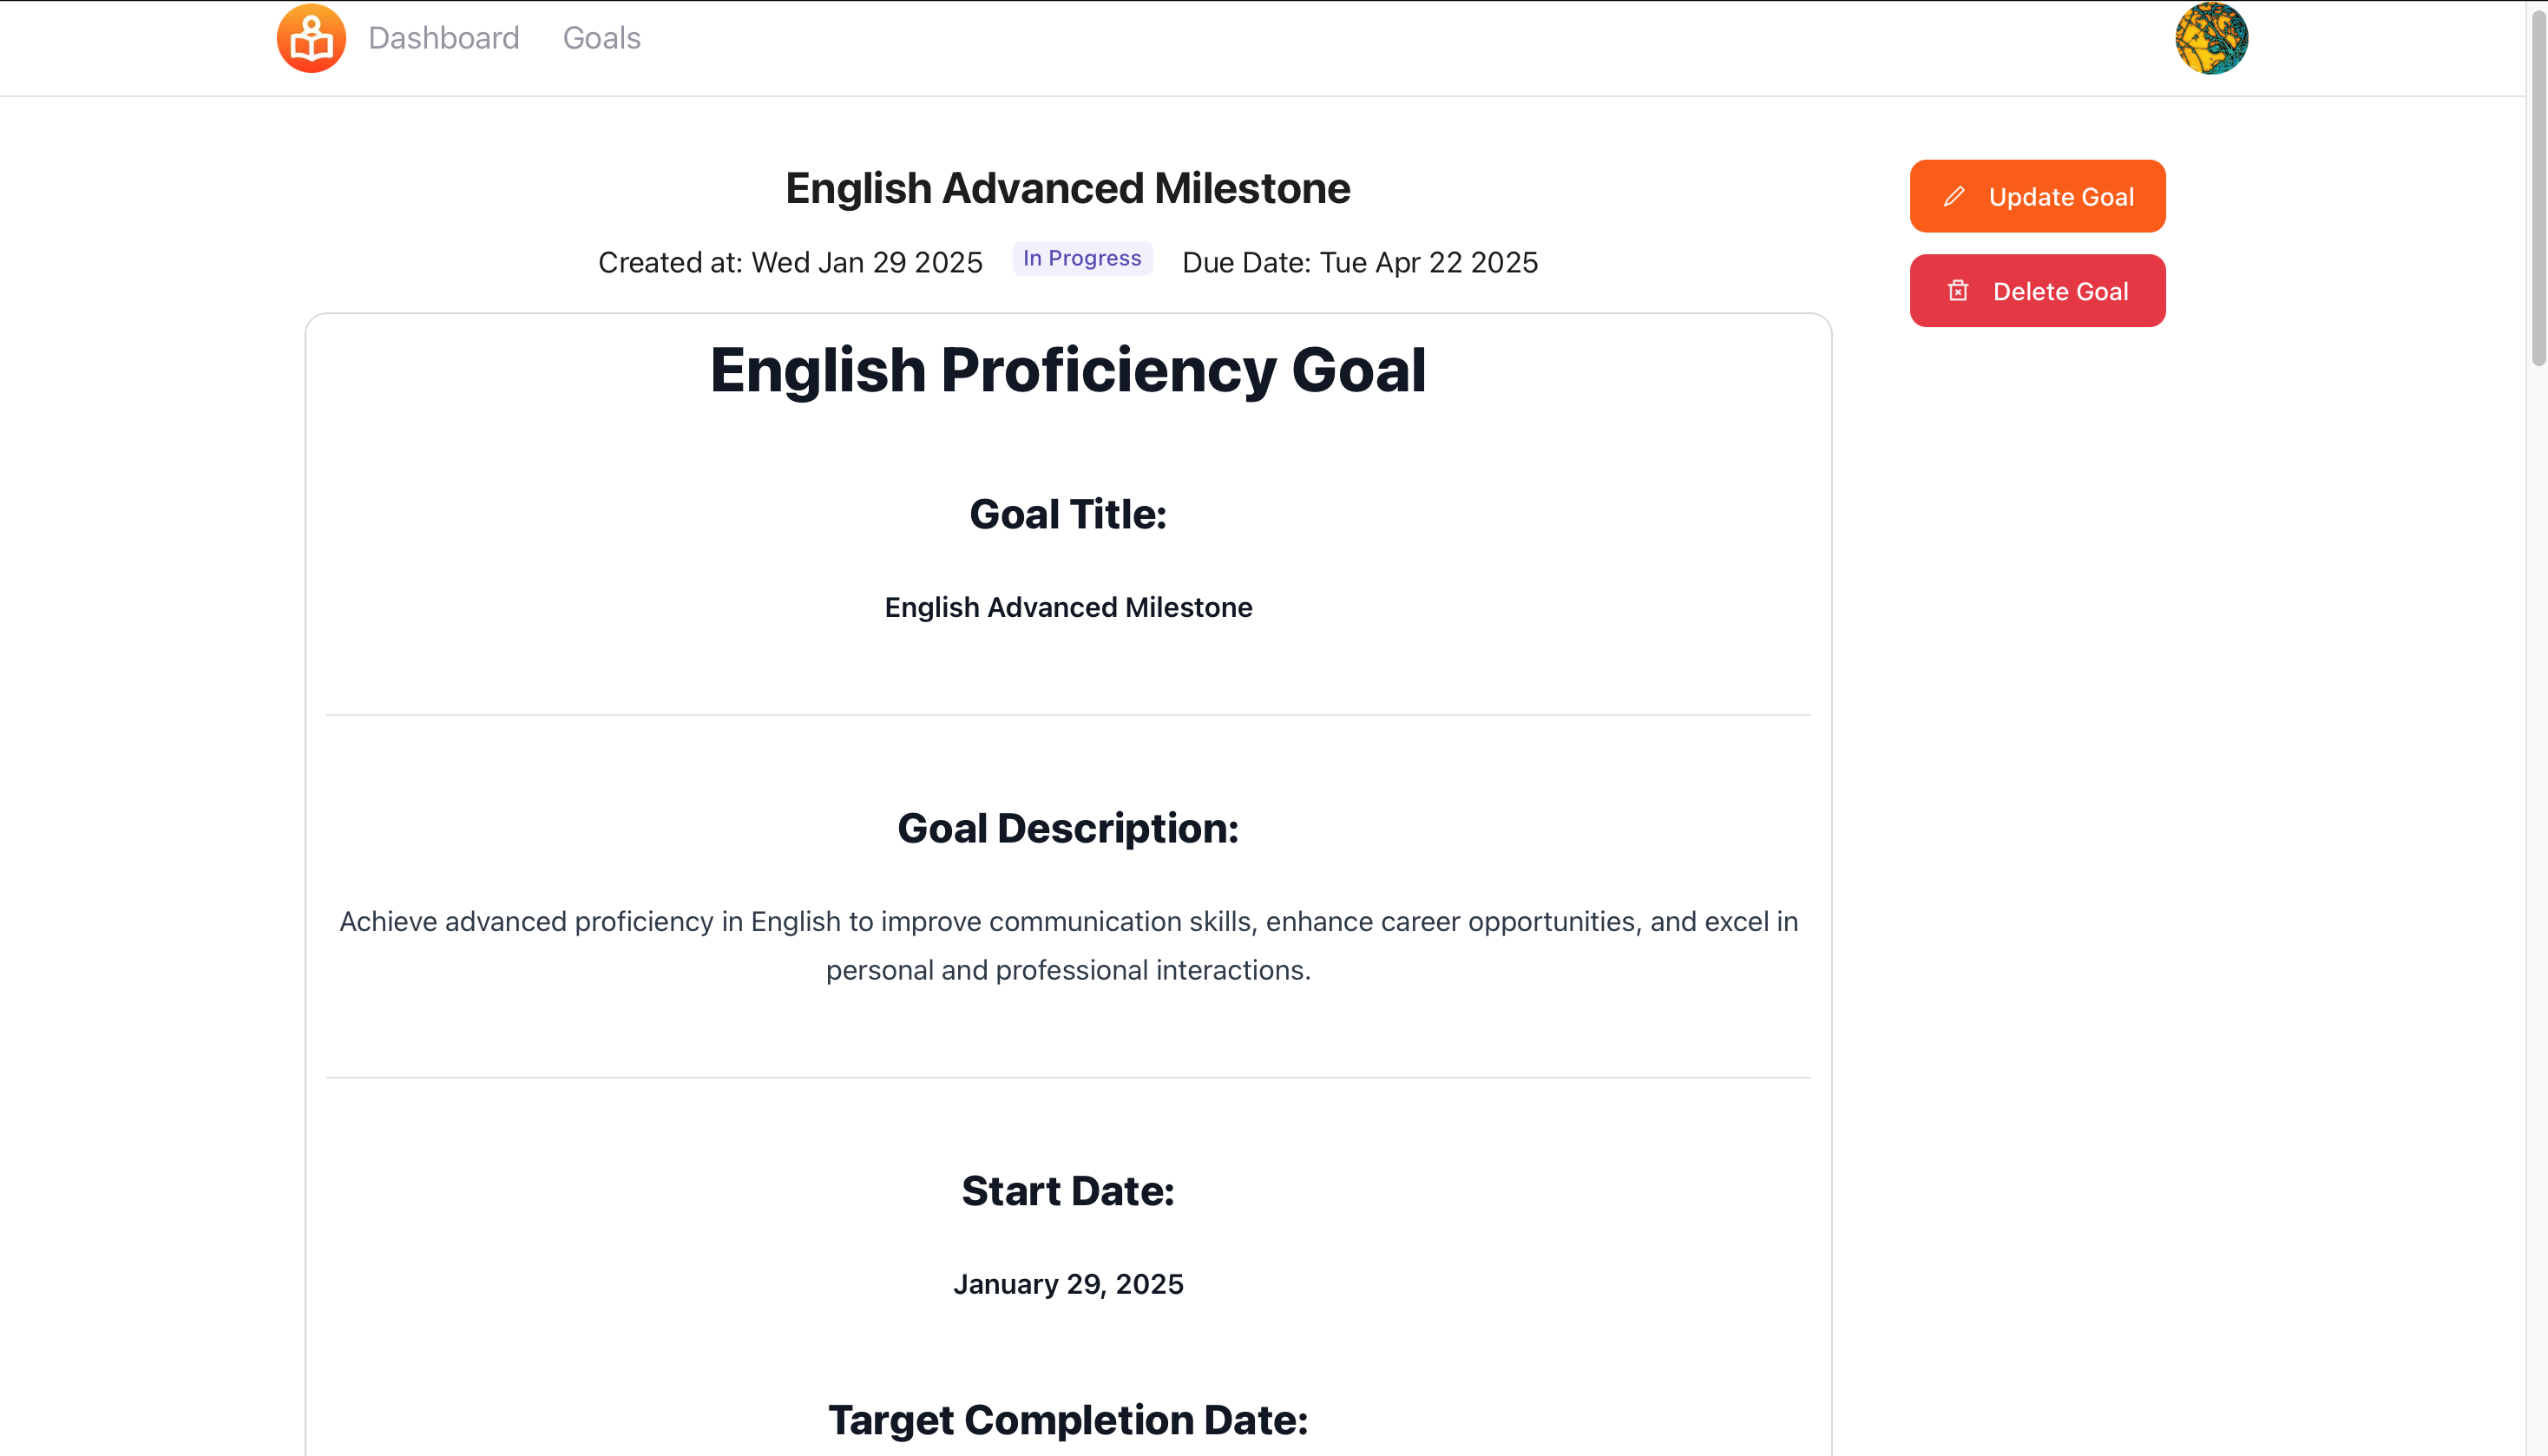 Dashboard Goals
English Advanced Milestone
Created at: Wed Jan 29 2025 In Progress Due Date: Tue Apr 22 2025
Update Goal
Delete Goal
English Proficiency Goal
Goal Title:
English Advanced Milestone
Goal Description:
Achieve advanced proficiency in English to improve communication skills, enhance career opportunities, and excel in
personal and professional interactions.
Start Date:
January 29, 2025
Target Completion Date: